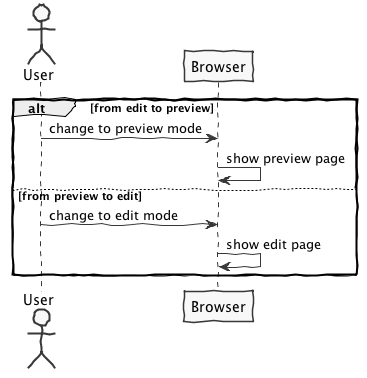 User
Browser
alt [from edit to preview]
change to preview mode
show preview page
[from preview to edit]
change to edit mode
show edit page
User
Browser